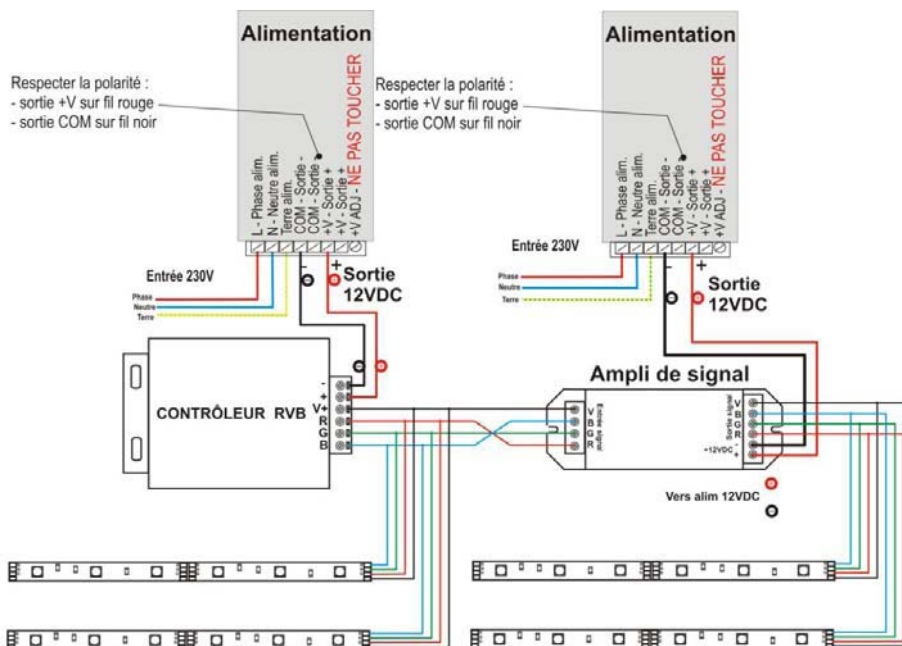 Alimentation
Respecter la polarité :
- sortie +V sur fil rouge
- sortie COM sur fil noir
L - Phase alim.
N - Neutre alim.
Terre alim.
COM - Sortie -
COM - Sortie -
+V - Sortie +
+V - Sortie +
+V ADJ - NE PAS TOUCHER
Entrée 230V
Phase
Neutre
Terre
- +
Sortie
12VDC
Alimentation
Respecter la polarité :
- sortie +V sur fil rouge
- sortie COM sur fil noir
L - Phase alim.
N - Neutre alim.
Terre alim.
COM - Sortie -
COM - Sortie -
+V - Sortie +
+V - Sortie +
+V ADJ - NE PAS TOUCHER
Entrée 230V
Phase
Neutre
Terre
- +
Sortie
12VDC
CONTRÔLEUR RVB
-
+
V+
R
G
B
Ampli de signal
V
B
G
R
Entrée signal
Sortie signal
~12VDC
V
B
G
R
-
+
Vers alim 12VDC